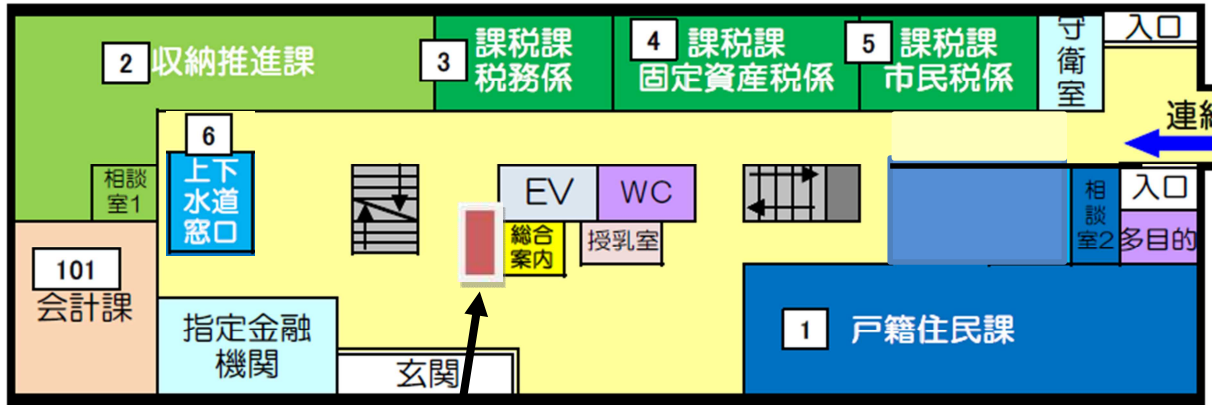 2 収納推進課
3 課税課
税務係
4 課税課
固定資産税係
5 課税課
市民税係
守
衛
室
入口
連絡
6
上下
水道
窓口
相談
室1
EV
WC
総合
案内
授乳室
相
談
室2
入口
多目的
101
会計課
指定金融
機関
玄関
1 戸籍住民課